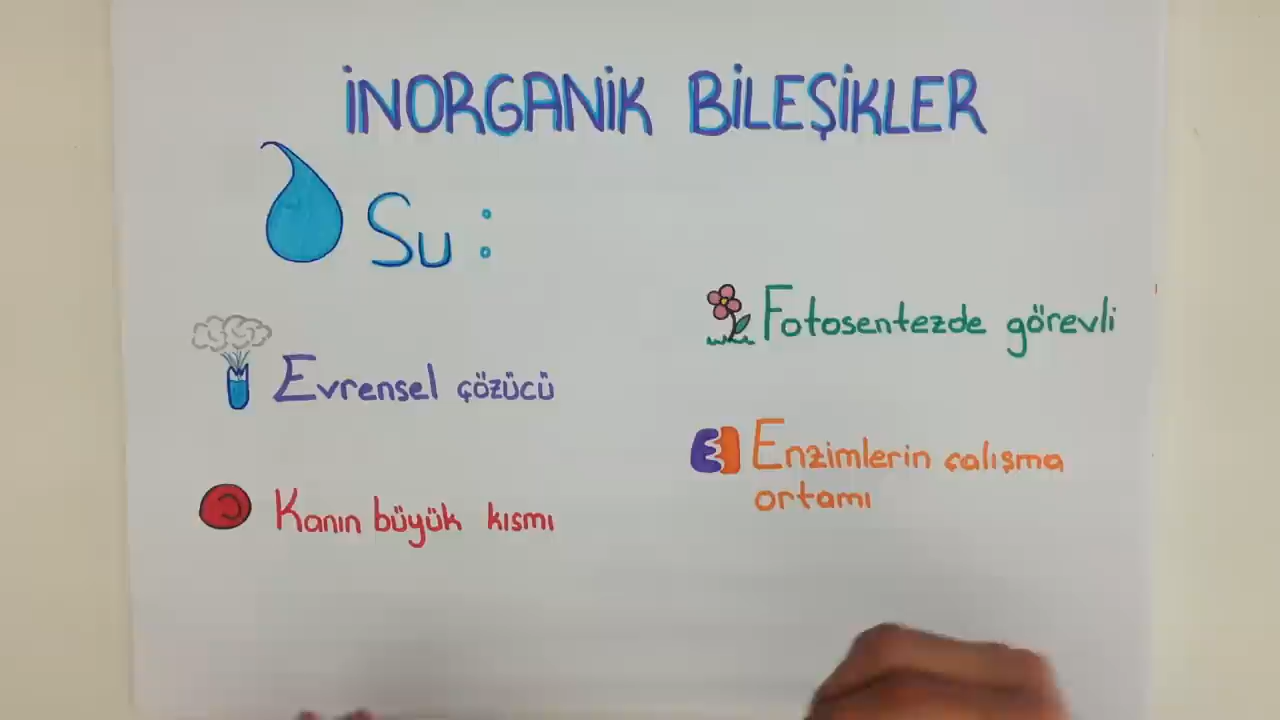 İNORGANİK BİLEŞİKLER
Su :
Evrensel çözücü
Kanın büyük kısmı
Fotosentezde görevli
Enzimlerin çalışma
ortamı